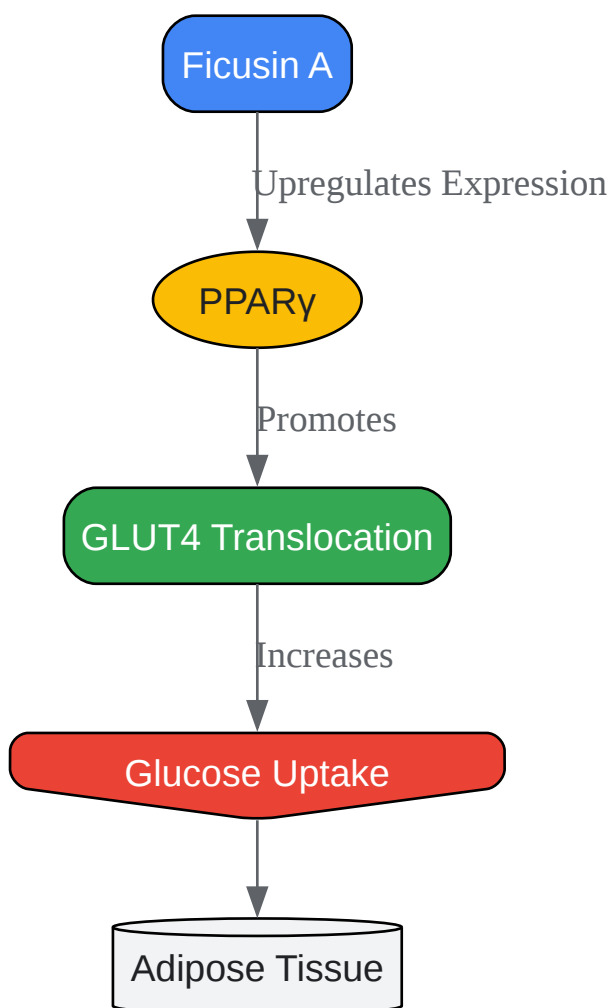 Ficusin A
Upregulates Expression
PPARγ
Promotes
GLUT4 Translocation
Increases
Glucose Uptake
Adipose Tissue